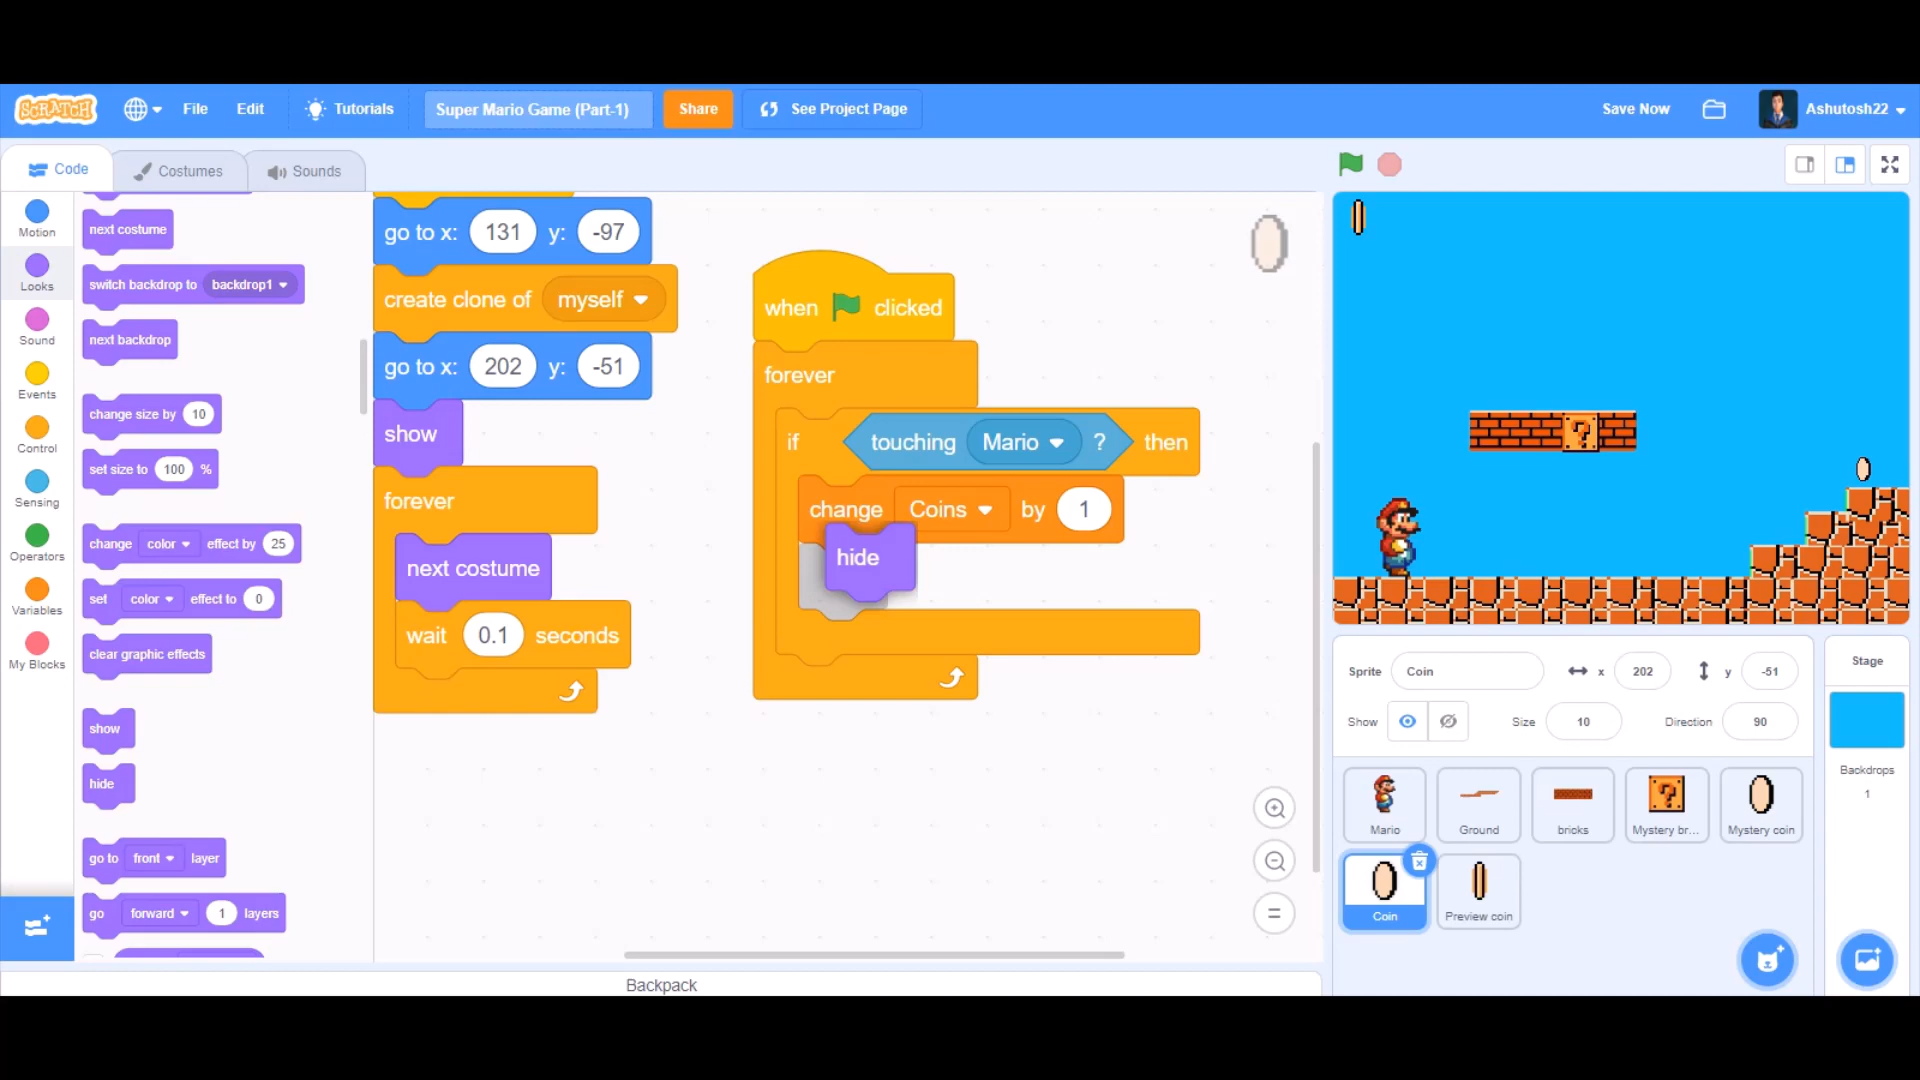 SCRATCH
File
Edit
Tutorials
Super Mario Game (Part-1)
Share
See Project Page
Save Now
Ashutosh22
Code
Costumes
Sounds
Motion
Looks
Sound
Events
Control
Sensing
Operators
Variables
My Blocks
next costume
switch backdrop to backdrop1
next backdrop
change size by 10
set size to 100 %
change color effect by 25
set color effect to 0
clear graphic effects
show
hide
go to front layer
go forward 1 layers
go to x: 131 y: -97
create clone of myself
go to x: 202 y: -51
show
forever
next costume
wait 0.1 seconds
when clicked
forever
if touching Mario ? then
change Coins by 1
hide
=
Backpack
?
Sprite Coin x 202 y -51
Show Size 10 Direction 90
Mario
Ground
bricks
?
Mystery br...
Mystery coin
Coin
Preview coin
Stage
Backdrops
1